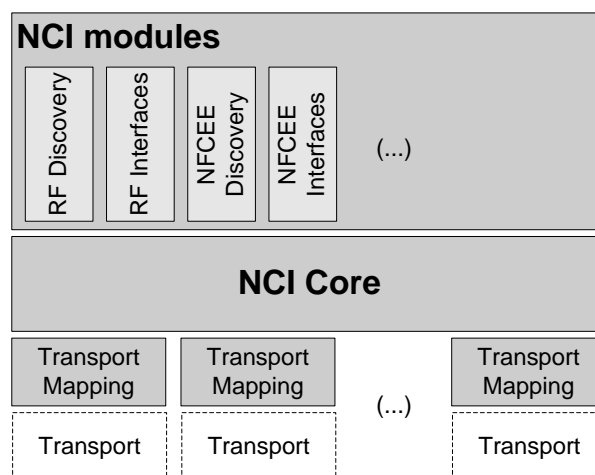 NCI modules
RF Discovery
RF Interfaces
NFCEE
Discovery
NFCEE
Interfaces
(...)
NCI Core
Transport
Mapping
Transport
Mapping
(...)
Transport
Mapping
Transport
Transport
Transport